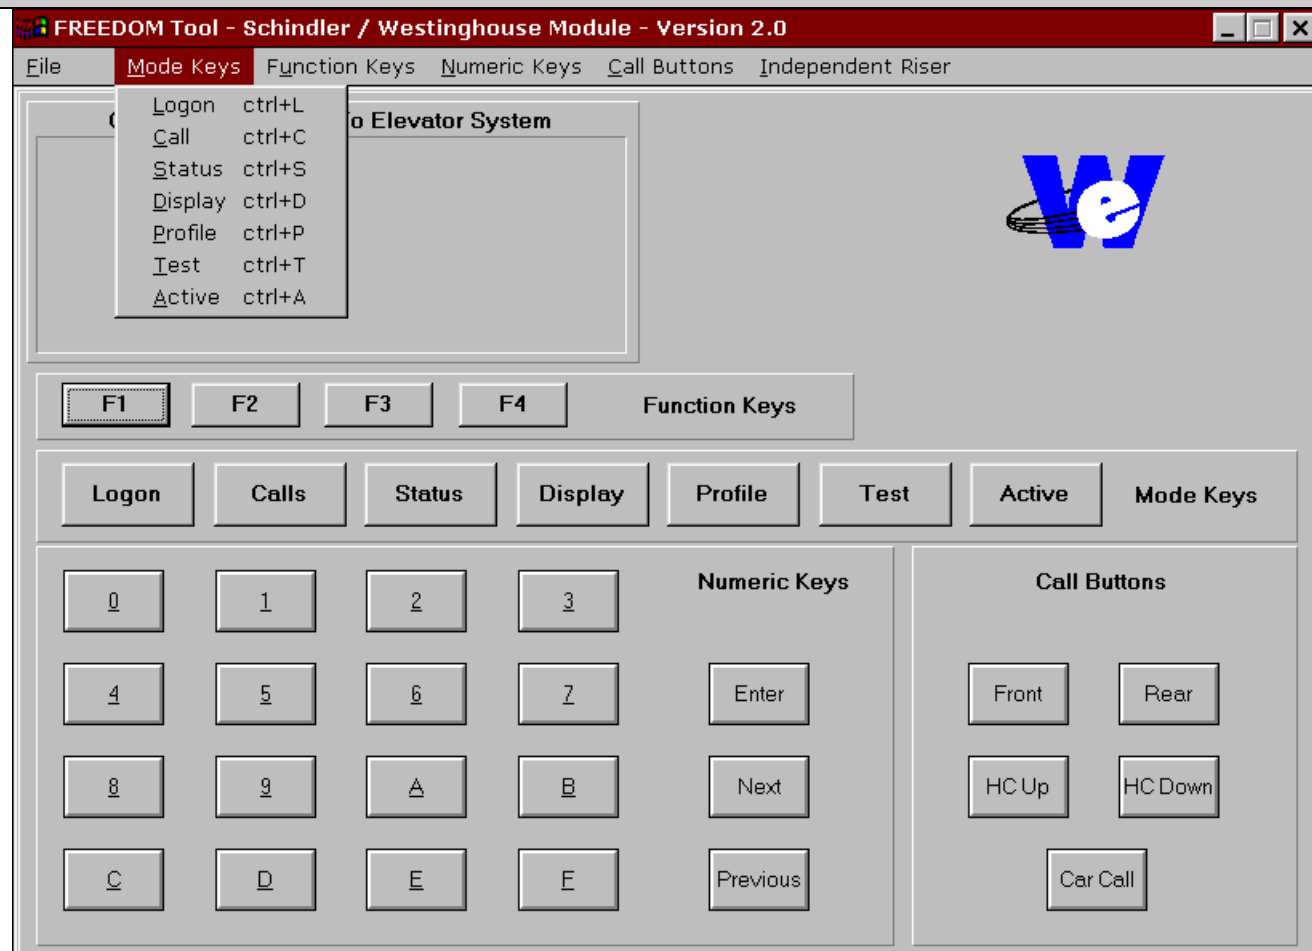 FREEDOM Tool - Schindler / Westinghouse Module - Version 2.0
File Mode Keys Function Keys Numeric Keys Call Buttons Independent Riser
Logon ctrl+L
Call ctrl+C
Status ctrl+S
Display ctrl+D
Profile ctrl+P
Test ctrl+T
Active ctrl+A
Elevator System
We
F1 F2 F3 F4 Function Keys
Logon Calls Status Display Profile Test Active Mode Keys
Numeric Keys
0 1 2 3
4 5 6 7 Enter
8 9 A B Next
C D E F Previous
Call Buttons
Front Rear
HC Up HC Down
Car Call